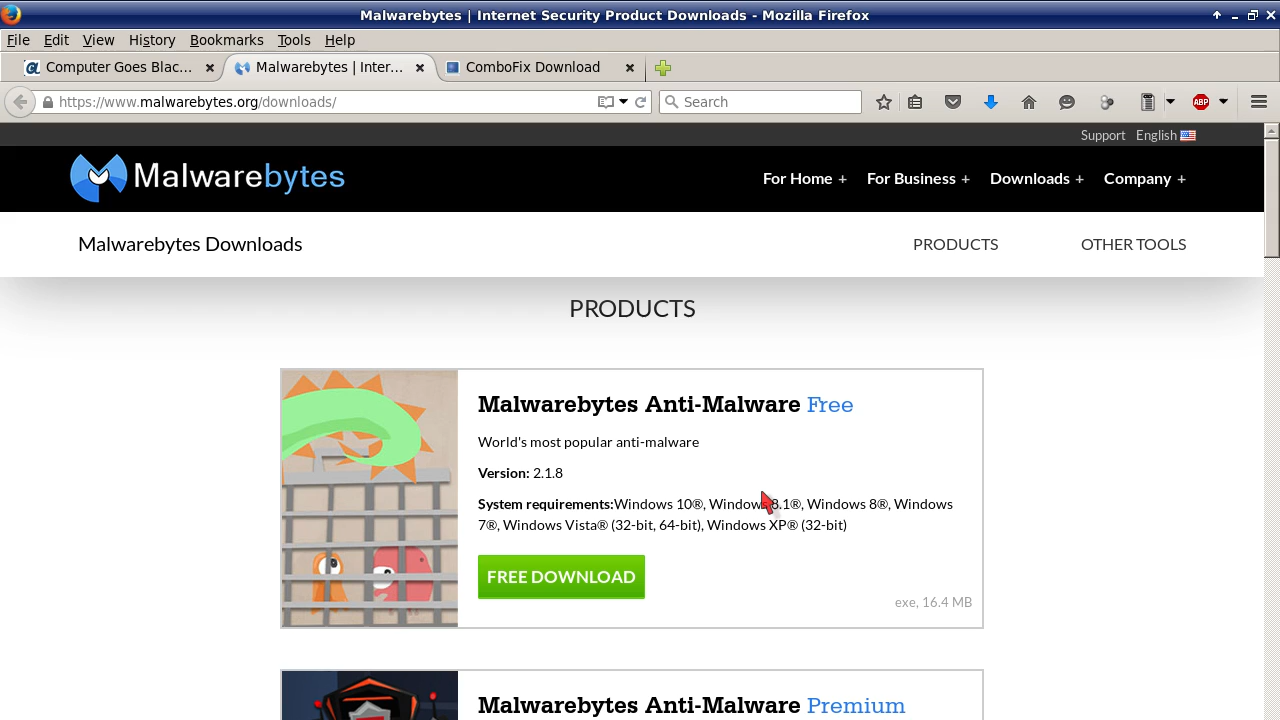 Malwarebytes | Internet Security Product Downloads - Mozilla Firefox
File Edit View History Bookmarks Tools Help
Computer Goes Blac...
Malwarebytes | Inter...
ComboFix Download
https://www.malwarebytes.org/downloads/
Search
ABP
Support English
Malwarebytes
For Home + For Business + Downloads + Company +
Malwarebytes Downloads
PRODUCTS OTHER TOOLS
PRODUCTS
Malwarebytes Anti-Malware Free
World's most popular anti-malware
Version: 2.1.8
System requirements:Windows 10®, Windows 8.1®, Windows 8®, Windows
7®, Windows Vista® (32-bit, 64-bit), Windows XP® (32-bit)
FREE DOWNLOAD
exe, 16.4 MB
Malwarebytes Anti-Malware Premium